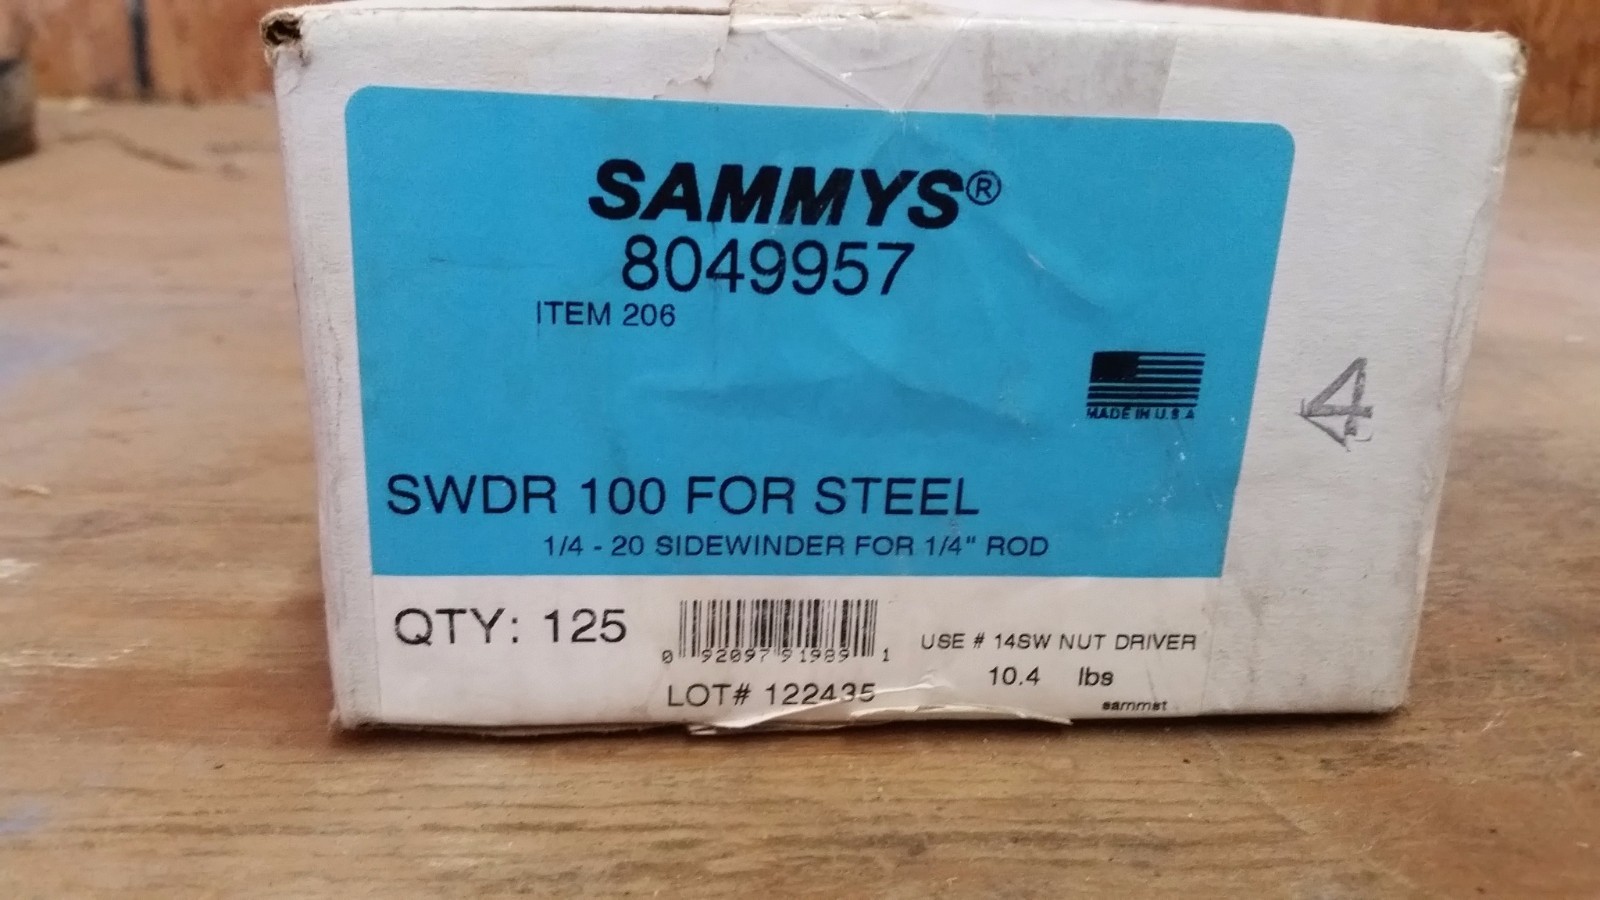 SAMMYS®
8049957
ITEM 206
MADE IN U.S.A
4
SWDR 100 FOR STEEL
1/4 - 20 SIDEWINDER FOR 1/4" ROD
QTY: 125
0 92097 91989 1
USE # 14SW NUT DRIVER
10.4 lbs
LOT# 122435
sammst